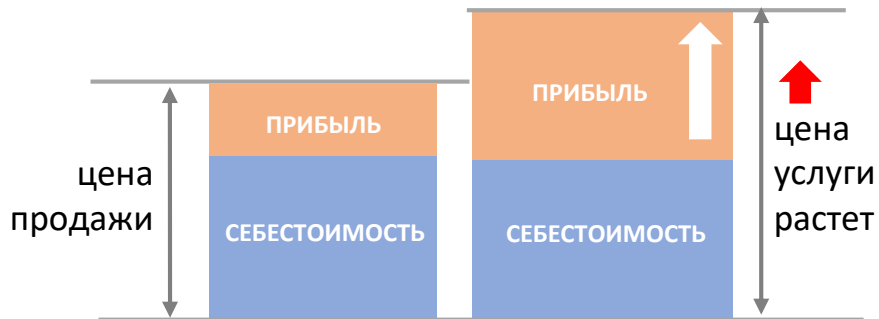 цена
продажи
ПРИБЫЛЬ
СЕБЕСТОИМОСТЬ
ПРИБЫЛЬ
СЕБЕСТОИМОСТЬ
цена
услуги
растет